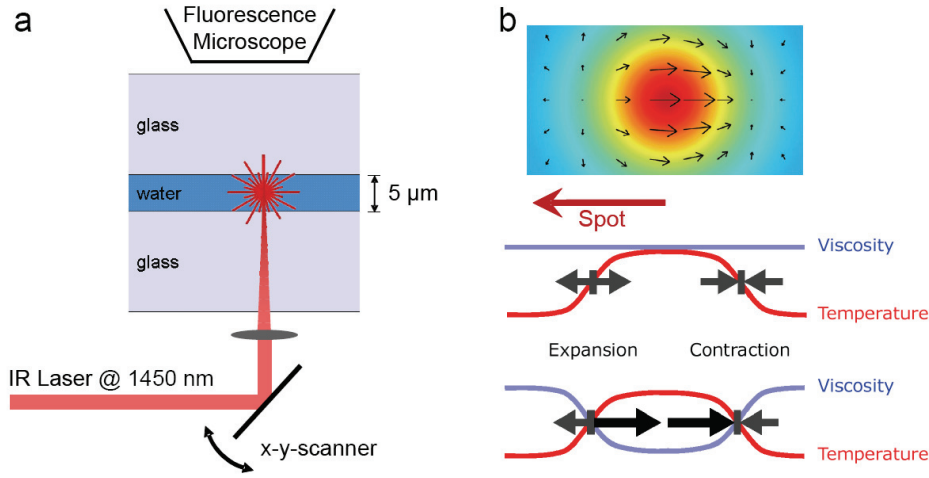 a
Fluorescence
Microscope
glass
water
5 µm
glass
IR Laser @ 1450 nm
x-y-scanner
b
Spot
Viscosity
Temperature
Expansion
Contraction
Viscosity
Temperature